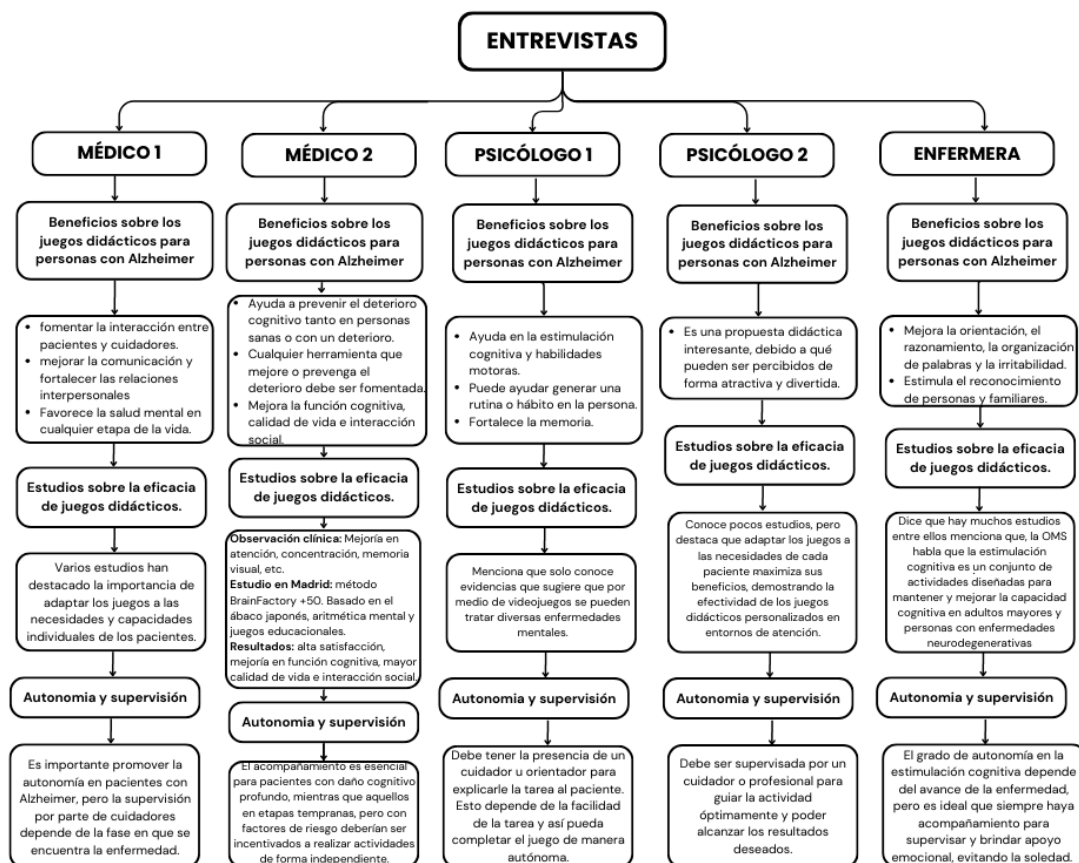 ENTREVISTAS
MÉDICO 1
Beneficios sobre los
juegos didácticos para
personas con Alzheimer
• fomentar la interacción entre
pacientes y cuidadores.
• mejorar la comunicación y
fortalecer las relaciones
interpersonales
• Favorece la salud mental en
cualquier etapa de la vida.
Estudios sobre la eficacia
de juegos didácticos.
Varios estudios han
destacado la importancia de
adaptar los juegos a las
necesidades y capacidades
individuales de los pacientes.
Autonomia y supervisión
Es importante promover la
autonomía en pacientes con
Alzheimer, pero la supervisión
por parte de cuidadores
depende de la fase en que se
encuentra la enfermedad.
MÉDICO 2
Beneficios sobre los
juegos didácticos para
personas con Alzheimer
• Ayuda a prevenir el deterioro
cognitivo tanto en personas
sanas o con un deterioro.
• Cualquier herramienta que
mejore o prevenga el
deterioro debe ser fomentada.
• Mejora la función cognitiva,
calidad de vida e interacción
social.
Estudios sobre la eficacia
de juegos didácticos.
Observación clínica: Mejoría en
atención, concentración, memoria
visual, etc.
Estudio en Madrid: método
BrainFactory +50. Basado en el
ábaco japonés, aritmética mental y
juegos educacionales.
Resultados: alta satisfacción,
mejoría en función cognitiva, mayor
calidad de vida e interacción social.
Autonomia y supervisión
El acompañamiento es esencial
para pacientes con daño cognitivo
profundo, mientras que aquellos
en etapas tempranas, pero con
factores de riesgo deberían ser
incentivados a realizar actividades
de forma independiente.
PSICÓLOGO 1
Beneficios sobre los
juegos didácticos para
personas con Alzheimer
• Ayuda en la estimulación
cognitiva y habilidades
motoras.
• Puede ayudar generar una
rutina o hábito en la persona.
• Fortalece la memoria.
Estudios sobre la eficacia
de juegos didácticos.
Menciona que solo conoce
evidencias que sugiere que por
medio de videojuegos se pueden
tratar diversas enfermedades
mentales.
Autonomia y supervisión
Debe tener la presencia de un
cuidador u orientador para
explicarle la tarea al paciente.
Esto depende de la facilidad
de la tarea y así pueda
completar el juego de manera
autónoma.
PSICÓLOGO 2
Beneficios sobre los
juegos didácticos para
personas con Alzheimer
• Es una propuesta didáctica
interesante, debido a qué
pueden ser percibidos de
forma atractiva y divertida.
Estudios sobre la eficacia
de juegos didácticos.
Conoce pocos estudios, pero
destaca que adaptar los juegos a
las necesidades de cada
paciente maximiza sus
beneficios, demostrando la
efectividad de los juegos
didácticos personalizados en
entornos de atención.
Autonomia y supervisión
Debe ser supervisada por un
cuidador o profesional para
guiar la actividad
óptimamente y poder
alcanzar los resultados
deseados.
ENFERMERA
Beneficios sobre los
juegos didácticos para
personas con Alzheimer
• Mejora la orientación, el
razonamiento, la organización
de palabras y la irritabilidad.
• Estimula el reconocimiento
de personas y familiares.
Estudios sobre la eficacia
de juegos didácticos.
Dice que hay muchos estudios
entre ellos menciona que, la OMS
habla que la estimulación
cognitiva es un conjunto de
actividades diseñadas para
mantener y mejorar la capacidad
cognitiva en adultos mayores y
personas con enfermedades
neurodegenerativas
Autonomia y supervisión
El grado de autonomía en la
estimulación cognitiva depende
del avance de la enfermedad,
pero es ideal que siempre haya
acompañamiento para
supervisar y brindar apoyo
emocional, evitando la soledad.